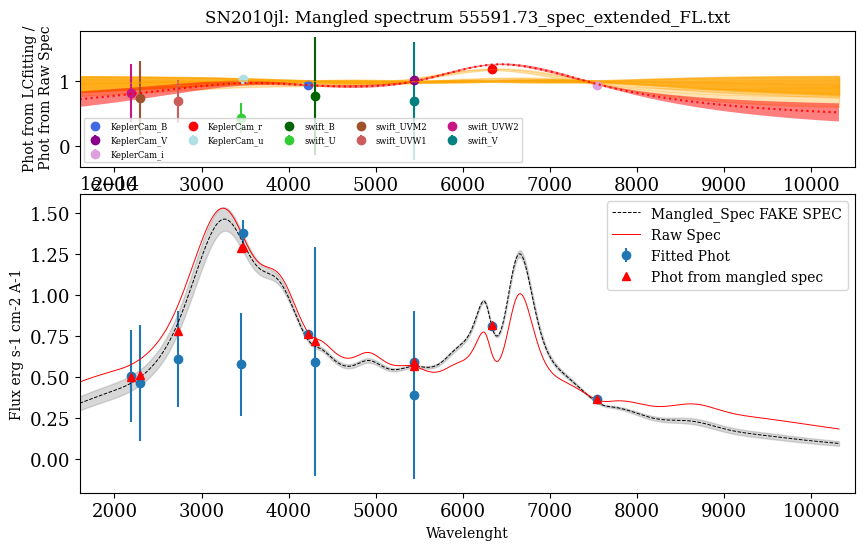 SN2010jl: Mangled spectrum 55591.73_spec_extended_FL.txt
Phot from LCfitting /
Phot from Raw Spec
1
0
KeplerCam_B KeplerCam_r swift_B swift_UVM2 swift_UVW2
KeplerCam_V KeplerCam_u swift_U swift_UVW1 swift_V
KeplerCam_i
2000 3000 4000 5000 6000 7000 8000 9000 10000
1e−14
Mangled_Spec FAKE SPEC
Raw Spec
Fitted Phot
Phot from mangled spec
Flux erg s-1 cm-2 A-1
1.50
1.25
1.00
0.75
0.50
0.25
0.00
2000 3000 4000 5000 6000 7000 8000 9000 10000
Wavelenght